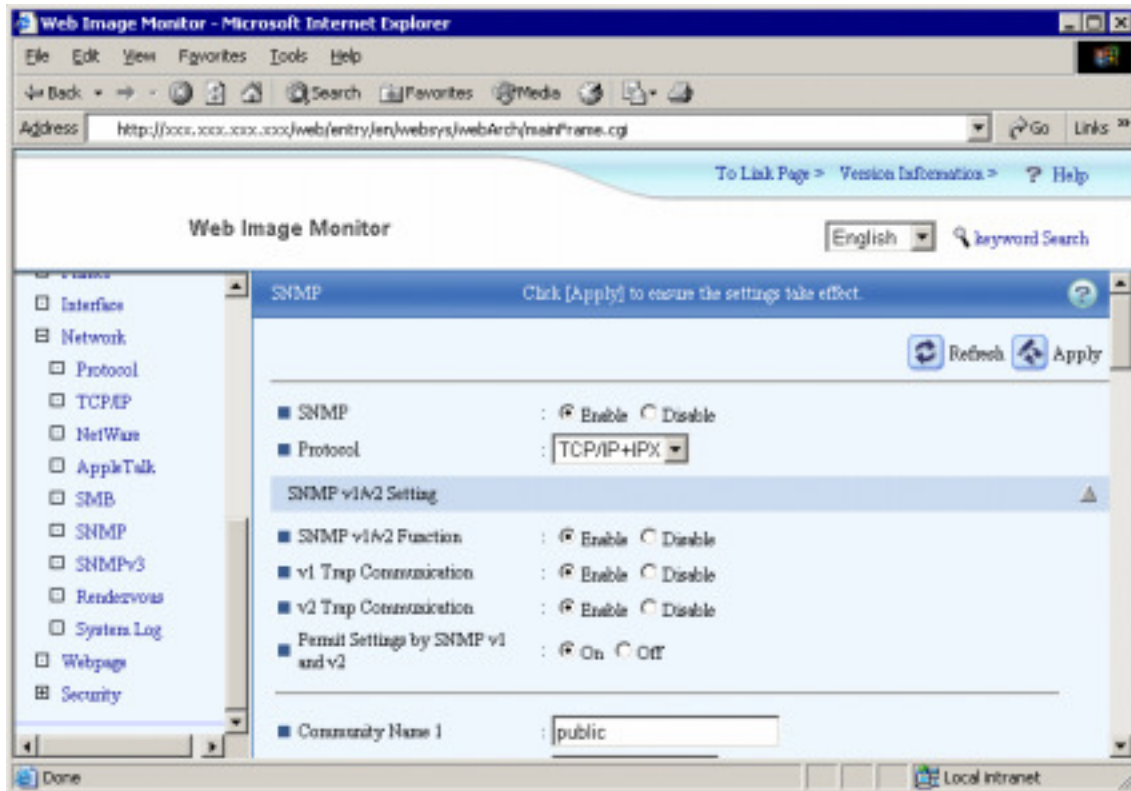 Web Image Monitor - Microsoft Internet Explorer
File Edit View Favorites Tools Help
Back Search Favorites Media
Address http://xxx.xxx.xxx.xxx/web/entry/en/websys/webArch/mainFrame.cgi Go Links »
To Link Page > Version Information > ? Help
Web Image Monitor
English keyword Search
Interface
Network
Protocol
TCP/IP
NetWare
AppleTalk
SMB
SNMP
SNMPv3
Rendezvous
System Log
Webpage
Security
SNMP Click [Apply] to ensure the settings take effect. ?
Refresh Apply
SNMP : Enable Disable
Protocol : TCP/IP+IPX
SNMP v1/v2 Setting
SNMP v1/v2 Function : Enable Disable
v1 Trap Communication : Enable Disable
v2 Trap Communication : Enable Disable
Permit Settings by SNMP v1
and v2 : On Off
Community Name 1 : public
Done Local intranet